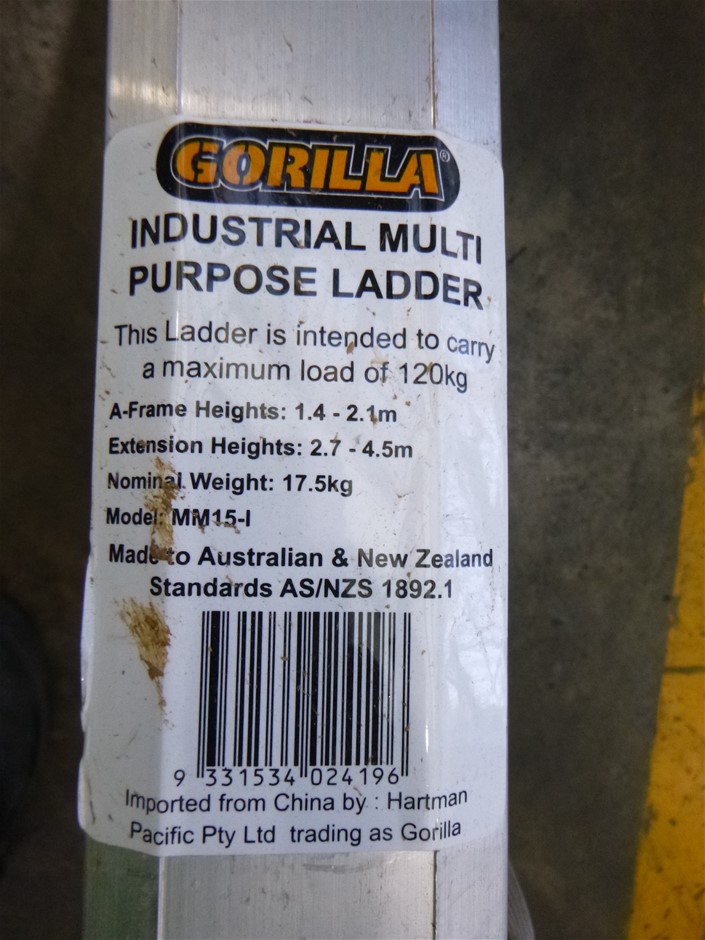 GORILLA®
INDUSTRIAL MULTI
PURPOSE LADDER
This Ladder is intended to carry
a maximum load of 120kg
A-Frame Heights: 1.4 - 2.1m
Extension Heights: 2.7 - 4.5m
Nominal Weight: 17.5kg
Model: MM15-I
Made to Australian & New Zealand
Standards AS/NZS 1892.1
9 331534 024196
Imported from China by : Hartman
Pacific Pty Ltd trading as Gorilla